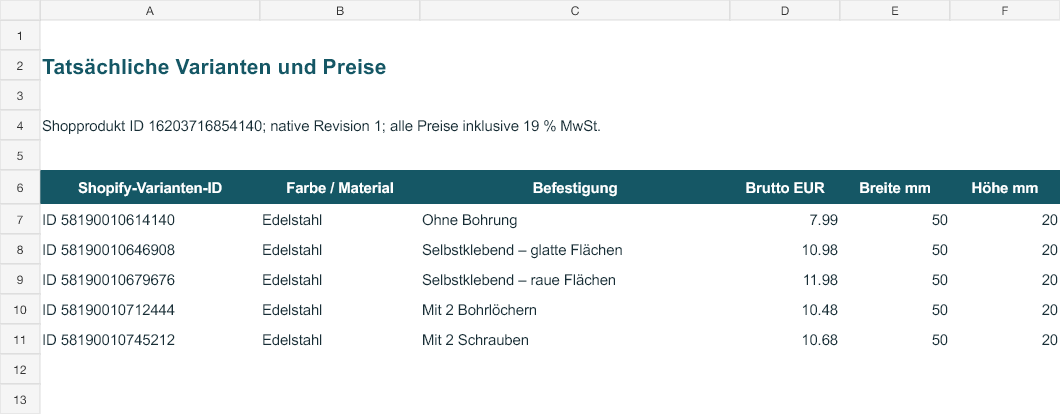 A B C D E F
1
2 Tatsächliche Varianten und Preise
3
4 Shopprodukt ID 16203716854140; native Revision 1; alle Preise inklusive 19 % MwSt.
5
6 Shopify-Varianten-ID Farbe / Material Befestigung Brutto EUR Breite mm Höhe mm
7 ID 58190010614140 Edelstahl Ohne Bohrung 7.99 50 20
8 ID 58190010646908 Edelstahl Selbstklebend – glatte Flächen 10.98 50 20
9 ID 58190010679676 Edelstahl Selbstklebend – raue Flächen 11.98 50 20
10 ID 58190010712444 Edelstahl Mit 2 Bohrlöchern 10.48 50 20
11 ID 58190010745212 Edelstahl Mit 2 Schrauben 10.68 50 20
12
13